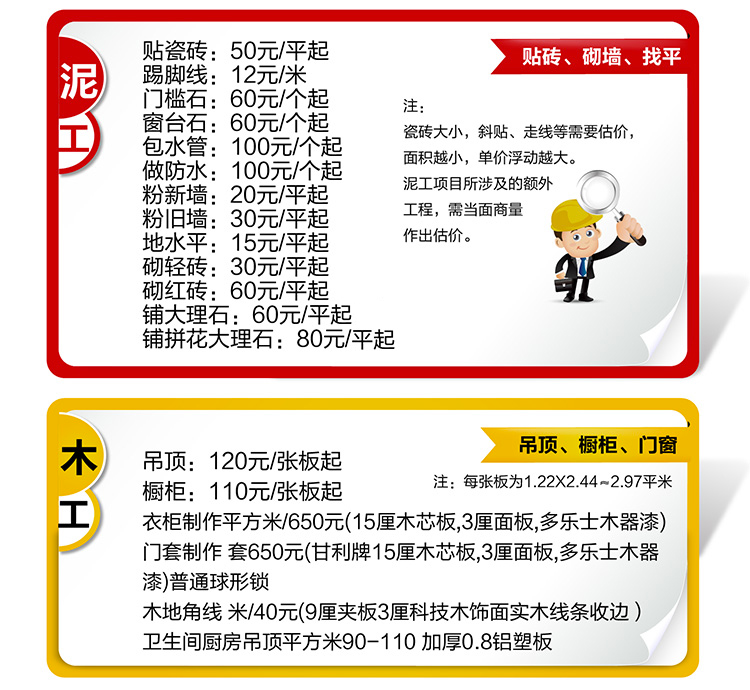 泥工
贴砖、砌墙、找平
贴瓷砖：50元/平起
踢脚线：12元/米
门槛石：60元/个起
窗台石：60元/个起
包水管：100元/个起
做防水：100元/个起
粉新墙：20元/平起
粉旧墙：30元/平起
地水平：15元/平起
砌轻砖：30元/平起
砌红砖：60元/平起
铺大理石：60元/平起
铺拼花大理石：80元/平起
注：
瓷砖大小，斜贴、走线等需要估价，
面积越小，单价浮动越大。
泥工项目所涉及的额外
工程，需当面商量
作出估价。
木工
吊顶、橱柜、门窗
吊顶：120元/张板起
橱柜：110元/张板起
注：每张板为1.22X2.44~2.97平米
衣柜制作平方米/650元(15厘木芯板,3厘面板,多乐士木器漆)
门套制作 套650元(甘利牌15厘木芯板,3厘面板,多乐士木器
漆)普通球形锁
木地角线 米/40元(9厘夹板3厘科技木饰面实木线条收边 )
卫生间厨房吊顶平方米90-110 加厚0.8铝塑板